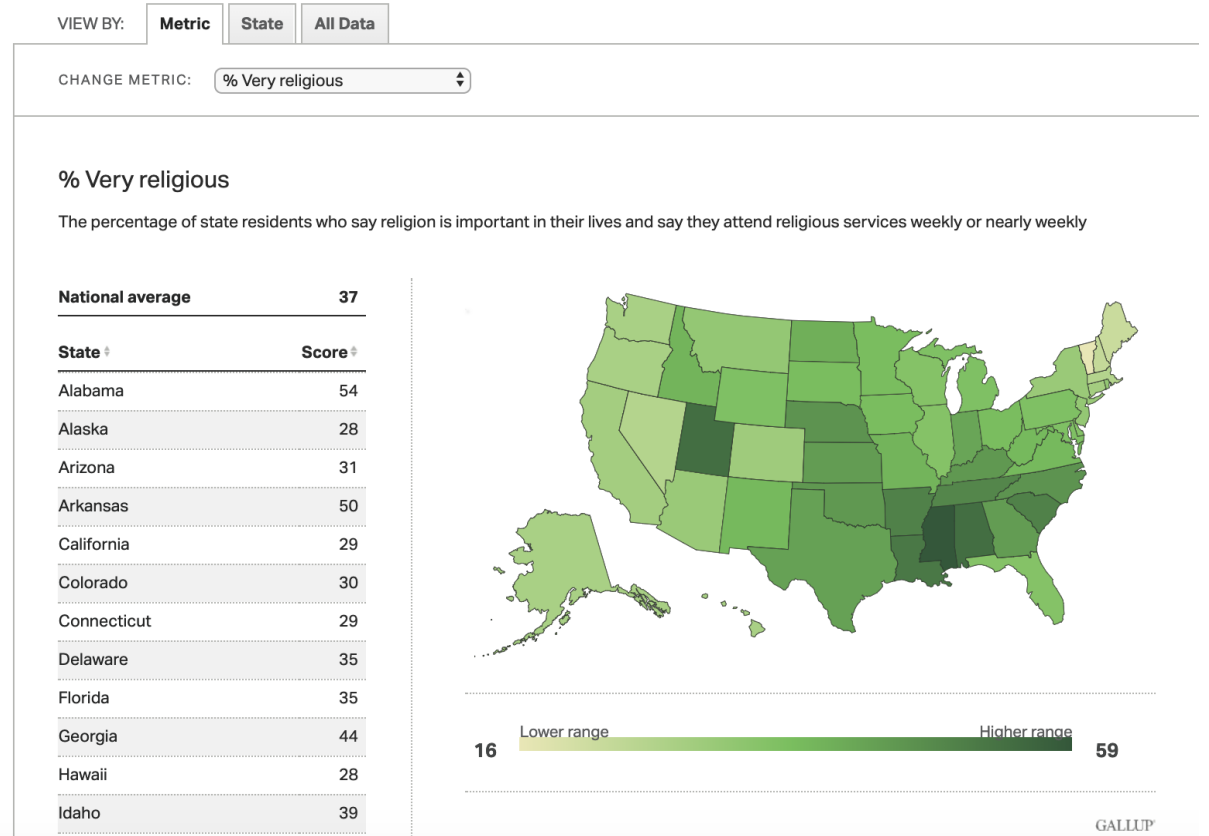 VIEW BY: Metric State All Data
CHANGE METRIC: % Very religious
% Very religious
The percentage of state residents who say religion is important in their lives and say they attend religious services weekly or nearly weekly
National average 37
State Score
Alabama 54
Alaska 28
Arizona 31
Arkansas 50
California 29
Colorado 30
Connecticut 29
Delaware 35
Florida 35
Georgia 44
Hawaii 28
Idaho 39
Lower range Higher range
16 59
GALLUP